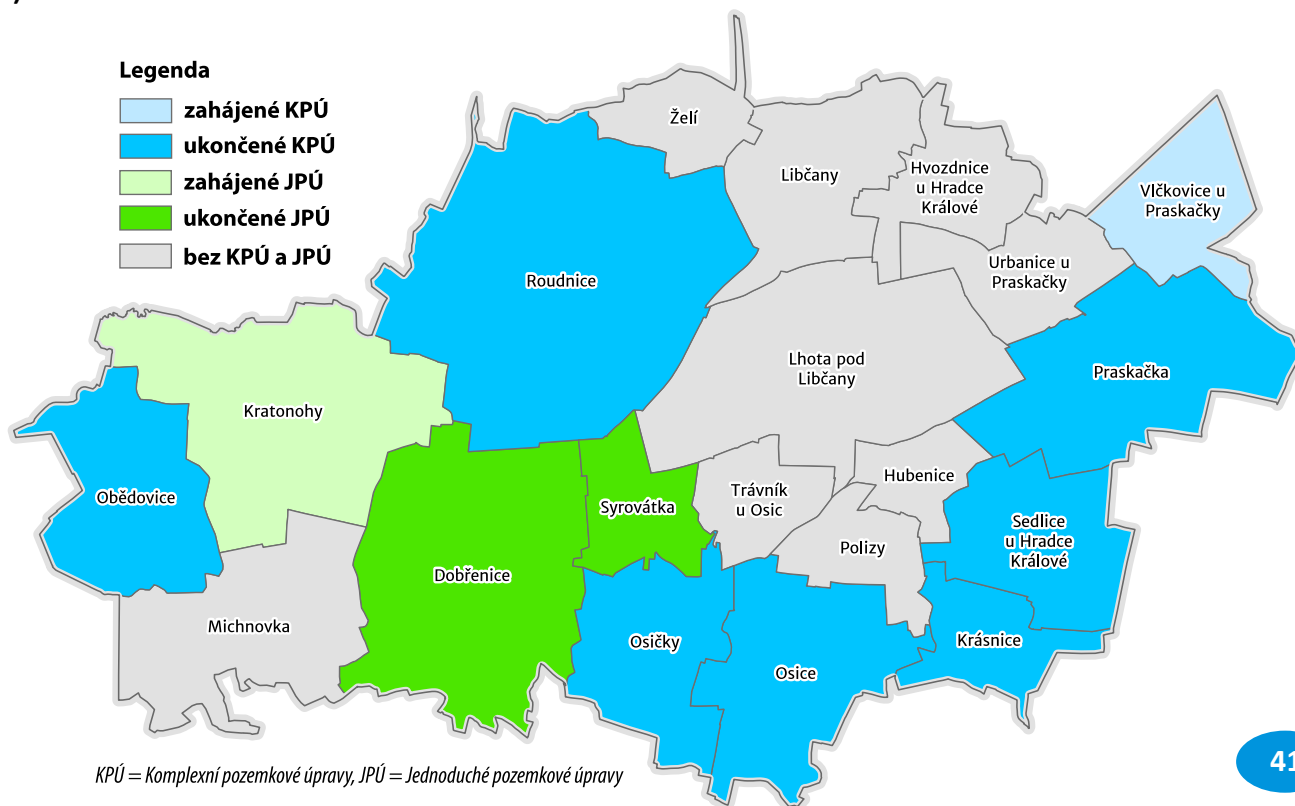 Legenda
zahájené KPÚ
ukončené KPÚ
zahájené JPÚ
ukončené JPÚ
bez KPÚ a JPÚ
Želí
Libčany
Hvozdnice
u Hradce
Králové
Vlčkovice u
Praskačky
Urbanice u
Praskačky
Roudnice
Lhota pod
Libčany
Praskačka
Kratonohy
Obědovice
Syrovátka
Trávník
u Osic
Hubenice
Sedlice
u Hradce
Králové
Polizy
Dobřenice
Michnovka
Osičky
Osice
Krásnice
KPÚ = Komplexní pozemkové úpravy, JPÚ = Jednoduché pozemkové úpravy
41